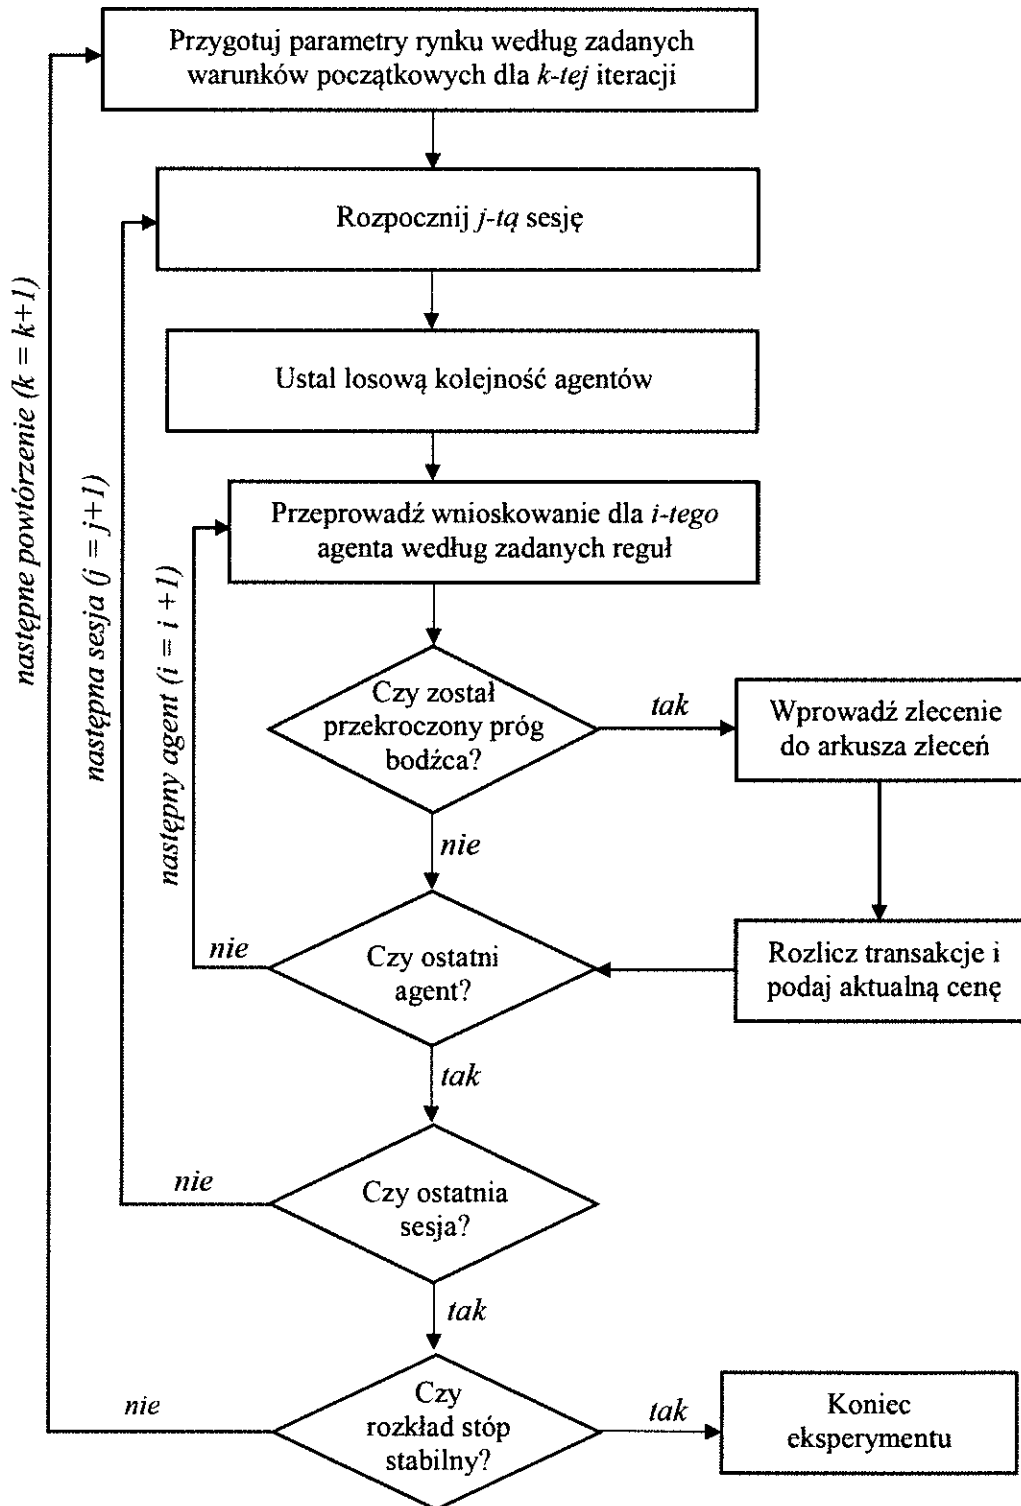 Przygotuj parametry rynku według zadanych
warunków początkowych dla k-tej iteracji
Rozpocznij j-tą sesję
Ustal losową kolejność agentów
Przeprowadź wnioskowanie dla i-tego
agenta według zadanych reguł
następne powtórzenie (k = k+1)
następna sesja (j = j+1)
następny agent (i = i +1)
Czy został
przekroczony próg
bodźca?
tak
Wprowadź zlecenie
do arkusza zleceń
nie
Czy ostatni
agent?
nie
Rozlicz transakcje i
podaj aktualną cenę
tak
Czy ostatnia
sesja?
nie
tak
Czy
rozkład stóp
stabilny?
nie
tak
Koniec
eksperymentu